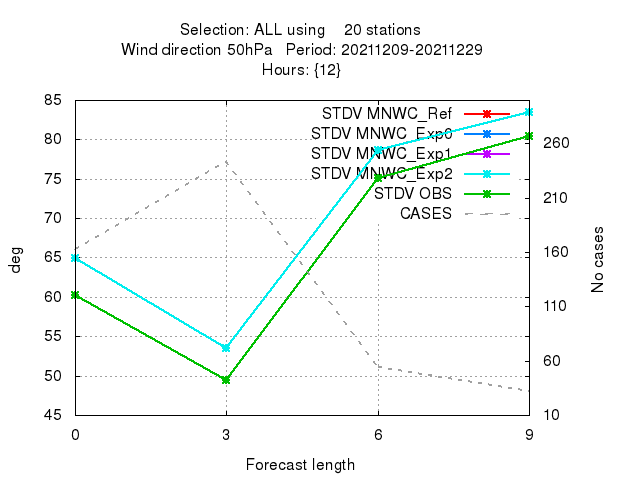 Selection: ALL using    20 stations
Wind direction 50hPa   Period: 20211209-20211229
Hours: {12}
STDV MNWC_Ref
STDV MNWC_Exp0
STDV MNWC_Exp1
STDV MNWC_Exp2
STDV OBS
CASES
85
80
75
70
65
60
55
50
45
deg
260
210
160
110
60
10
No cases
0 3 6 9
Forecast length